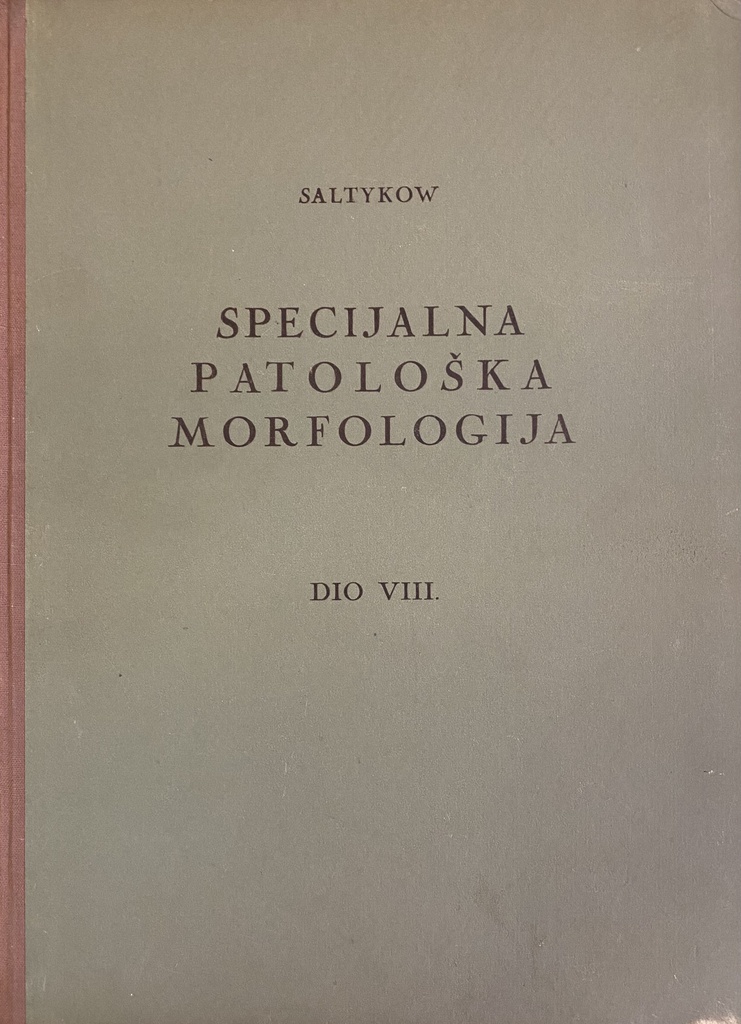 SALTYKOW
SPECIJALNA
PATOLOŠKA
MORFOLOGIJA
DIO VIII.